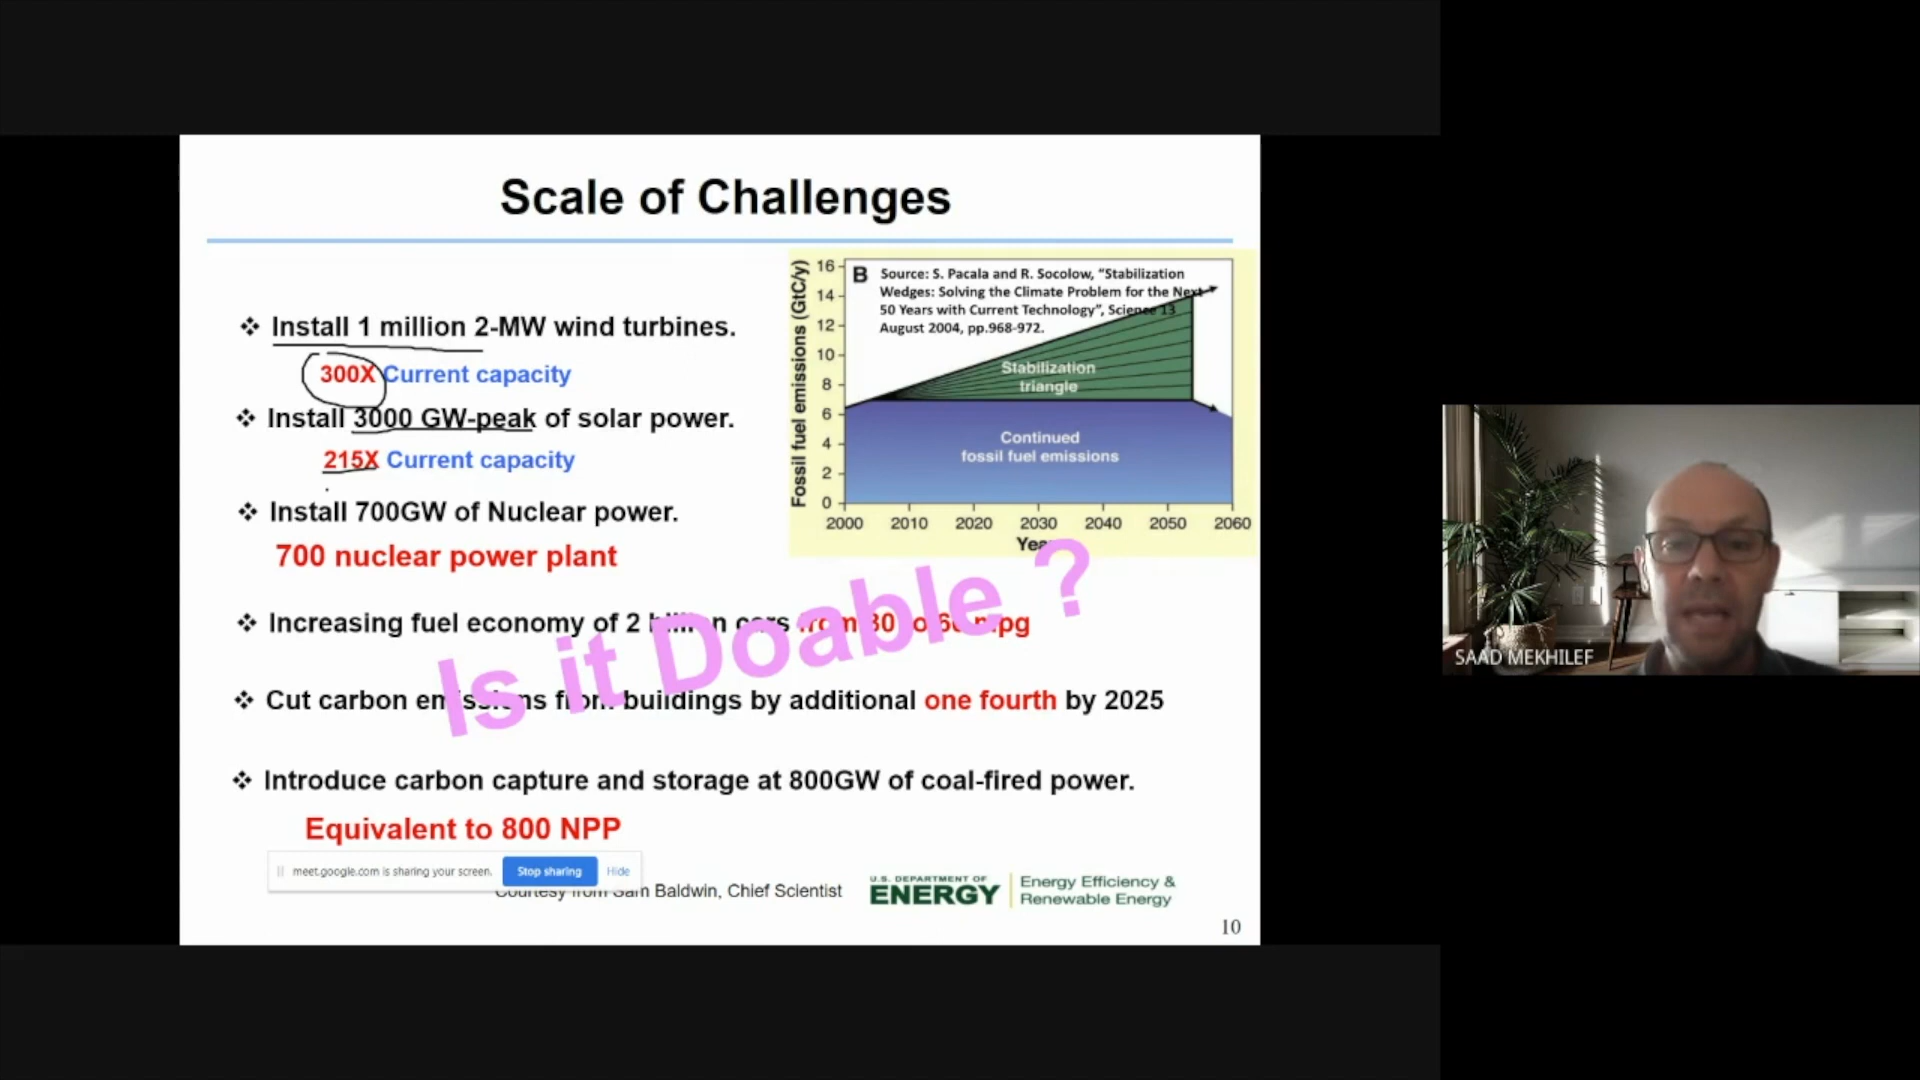 Scale of Challenges
Install 1 million 2-MW wind turbines.
300X Current capacity
Install 3000 GW-peak of solar power.
215X Current capacity
Install 700GW of Nuclear power.
700 nuclear power plant
Increasing fuel economy of 2 billion cars from 30 to 60 mpg
Cut carbon emissions from buildings by additional one fourth by 2025
Introduce carbon capture and storage at 800GW of coal-fired power.
Equivalent to 800 NPP
Is it Doable ?
B
Source: S. Pacala and R. Socolow, “Stabilization
Wedges: Solving the Climate Problem for the Next
50 Years with Current Technology”, Science 13
August 2004, pp.968-972.
Fossil fuel emissions (GtC/y)
16
14
12
10
8
6
4
2
0
Stabilization
triangle
Continued
fossil fuel emissions
2000 2010 2020 2030 2040 2050 2060
Year
meet.google.com is sharing your screen. Stop sharing Hide
Courtesy from Sam Baldwin, Chief Scientist
U.S. DEPARTMENT OF
ENERGY
Energy Efficiency &
Renewable Energy
10
SAAD MEKHILEF